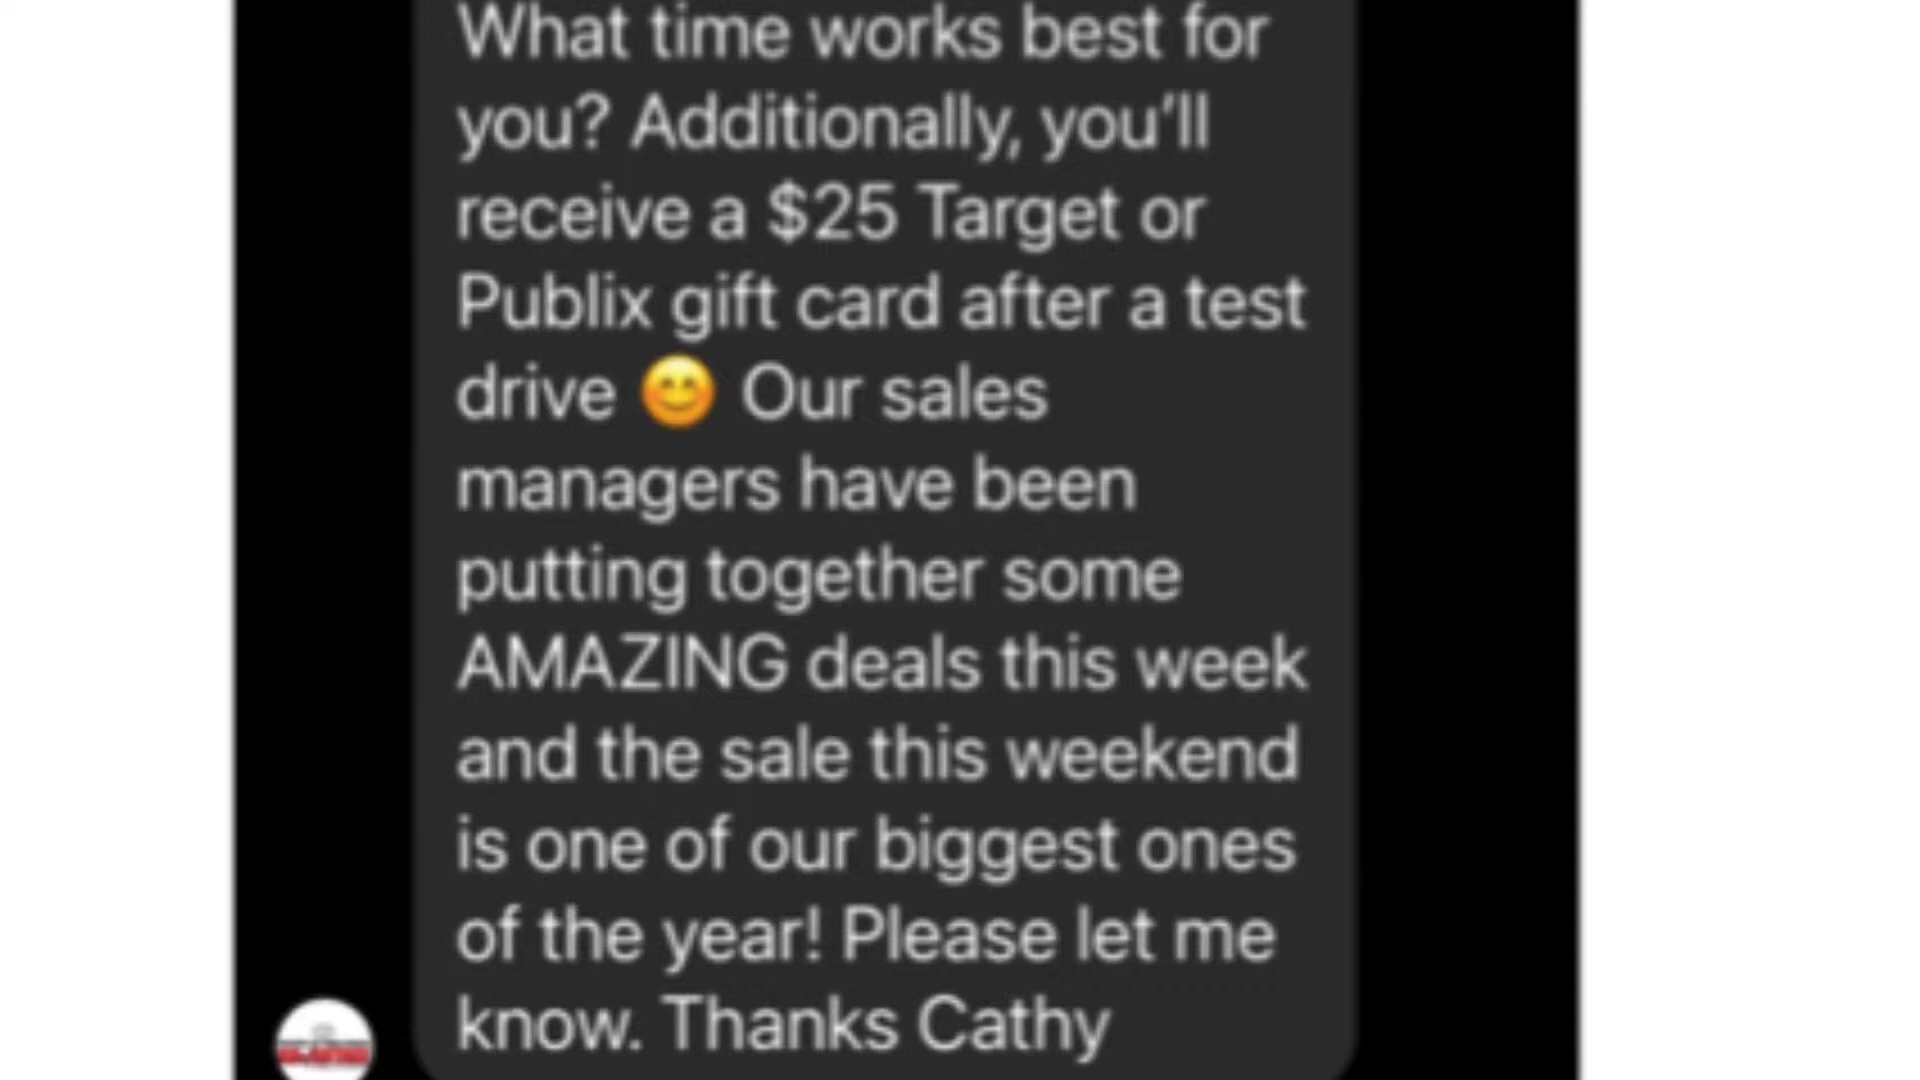 What time works best for
you? Additionally, you’ll
receive a $25 Target or
Publix gift card after a test
drive 😊 Our sales
managers have been
putting together some
AMAZING deals this week
and the sale this weekend
is one of our biggest ones
of the year! Please let me
know. Thanks Cathy